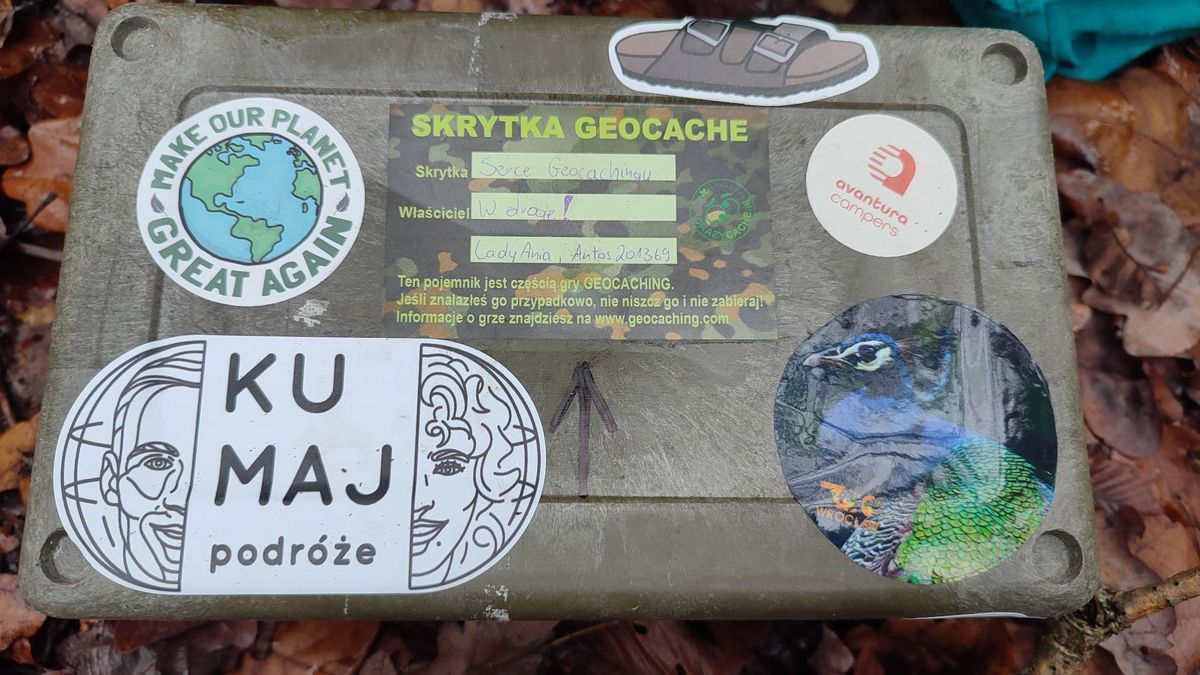 MAKE OUR PLANET
GREAT AGAIN
SKRYTKA GEOCACHE
Skrytka Serce Geocachingu
Właściciel W drogę!
LadyAnia, Antos201369
Ten pojemnik jest częścią gry GEOCACHING.
Jeśli znalazłeś go przypadkowo, nie niszcz go i nie zabieraj!
Informacje o grze znajdziesz na www.geocaching.com
avantura
campers
KU
MAJ
podróże
WROCŁAW